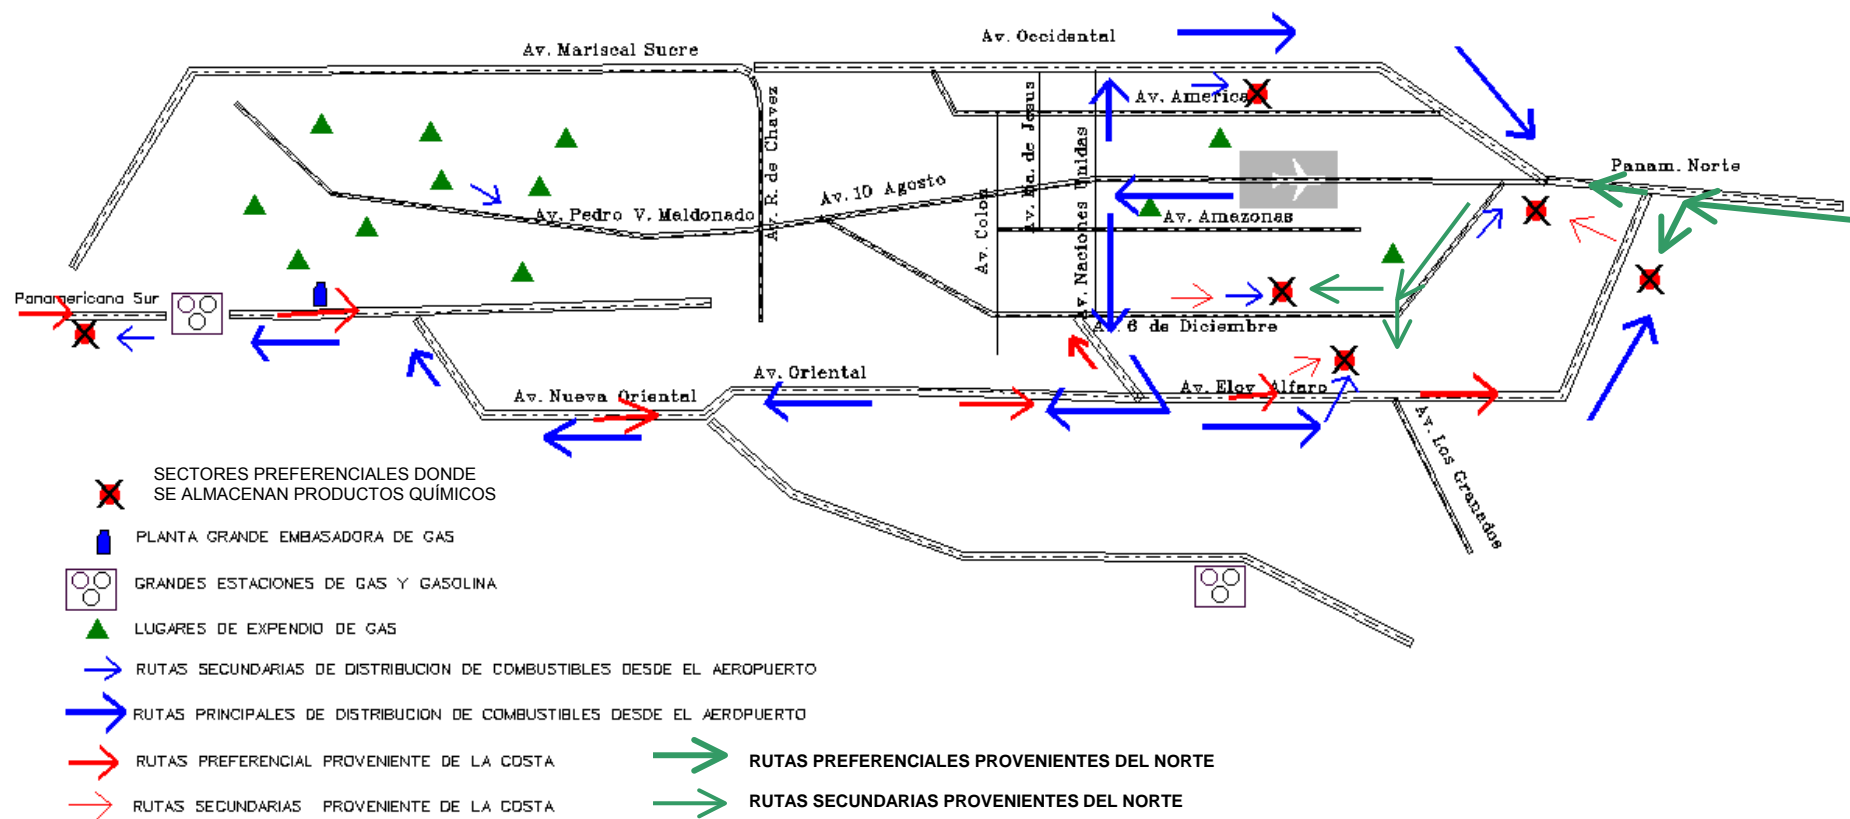 Av. Mariscal Sucre
Av. Occidental
Av. R. de Chavez
Av. America
Av. Ma. de Jesus
Av. Naciones Unidas
Panam. Norte
Av. 10 Agosto
Av. Pedro V. Maldonado
Av. Colon
Av. Amazonas
Panamericana Sur
Av. 6 de Diciembre
Av. Oriental
Av. Nueva Oriental
Av. Eloy Alfaro
Av. Los Granados
SECTORES PREFERENCIALES DONDE
SE ALMACENAN PRODUCTOS QUÍMICOS
PLANTA GRANDE EMBASADORA DE GAS
GRANDES ESTACIONES DE GAS Y GASOLINA
LUGARES DE EXPENDIO DE GAS
RUTAS SECUNDARIAS DE DISTRIBUCION DE COMBUSTIBLES DESDE EL AEROPUERTO
RUTAS PRINCIPALES DE DISTRIBUCION DE COMBUSTIBLES DESDE EL AEROPUERTO
RUTAS PREFERENCIAL PROVENIENTE DE LA COSTA
RUTAS PREFERENCIALES PROVENIENTES DEL NORTE
RUTAS SECUNDARIAS PROVENIENTE DE LA COSTA
RUTAS SECUNDARIAS PROVENIENTES DEL NORTE